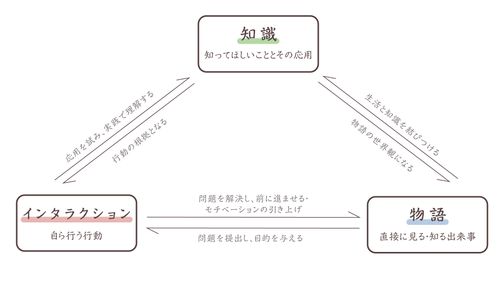 知識
知ってほしいこととその応用
応用を試み、実践で理解する
行動の根拠となる
生活と知識を結びつける
物語の世界観になる
インタラクション
自ら行う行動
問題を解決し、前に進ませる・
モチベーションの引き上げ
問題を提出し、目的を与える
物語
直接に見る・知る出来事